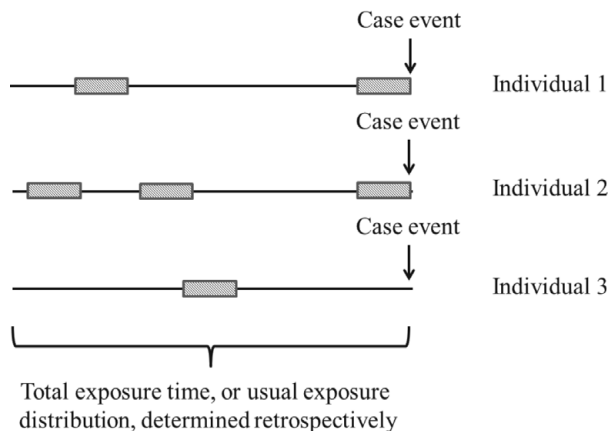 Case event
Individual 1
Case event
Individual 2
Case event
Individual 3
Total exposure time, or usual exposure
distribution, determined retrospectively